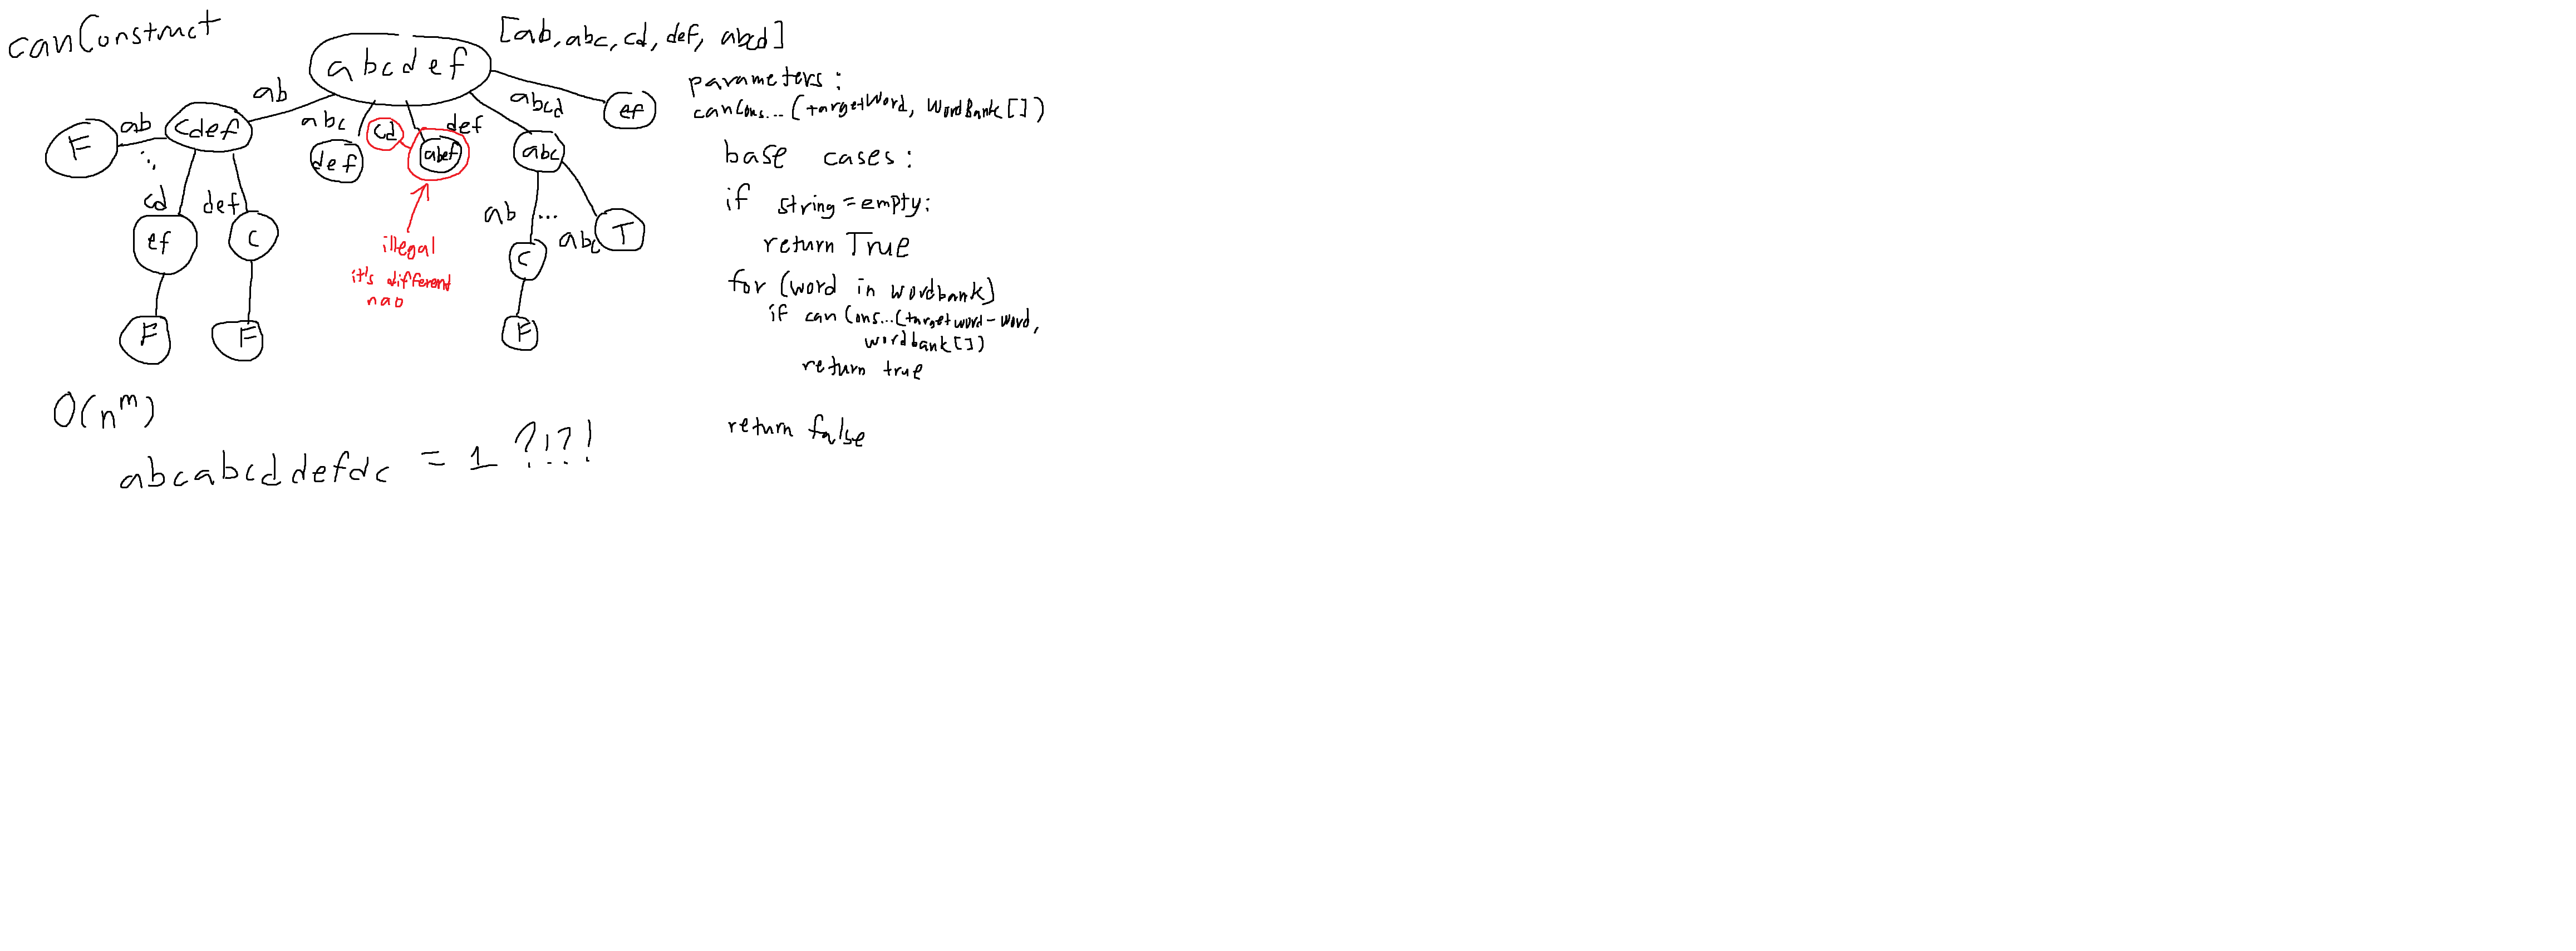 canConstruct
[ab, abc, cd, def, abcd]
abcdef
parameters:
canCons...(targetWord, WordBank[])
ab
abc
cd
def
abcd
ef
F
ab
cdef
def
abef
abc
base cases:
if string = empty:
return True
for (word in wordbank)
if canCons...(targetword-word,
wordbank[])
return true
return false
cd
def
ef
c
ab
...
abc
T
c
illegal
it's different
nao
F
F
F
O(n^m)
abcabcddefdc = 1 ?!?!